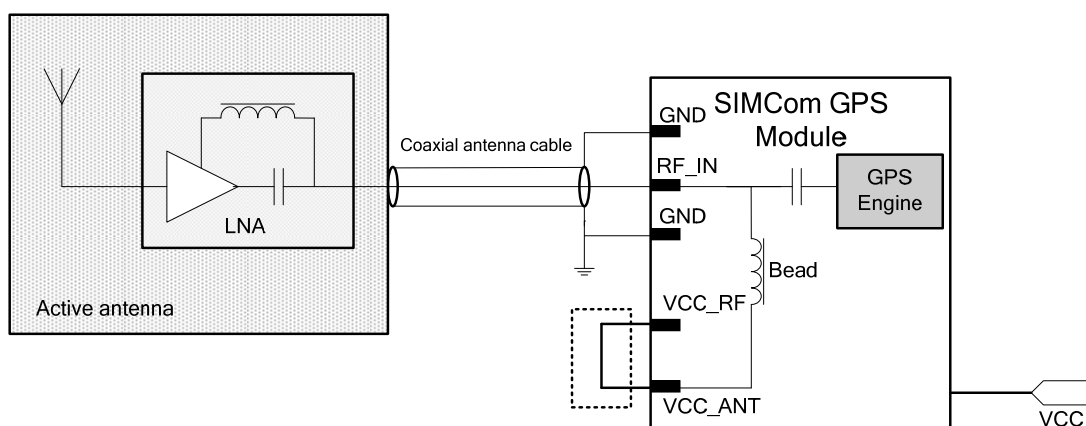 LNA
Active antenna
Coaxial antenna cable
SIMCom GPS
Module
GND
RF_IN
GND
VCC_RF
VCC_ANT
Bead
GPS
Engine
VCC